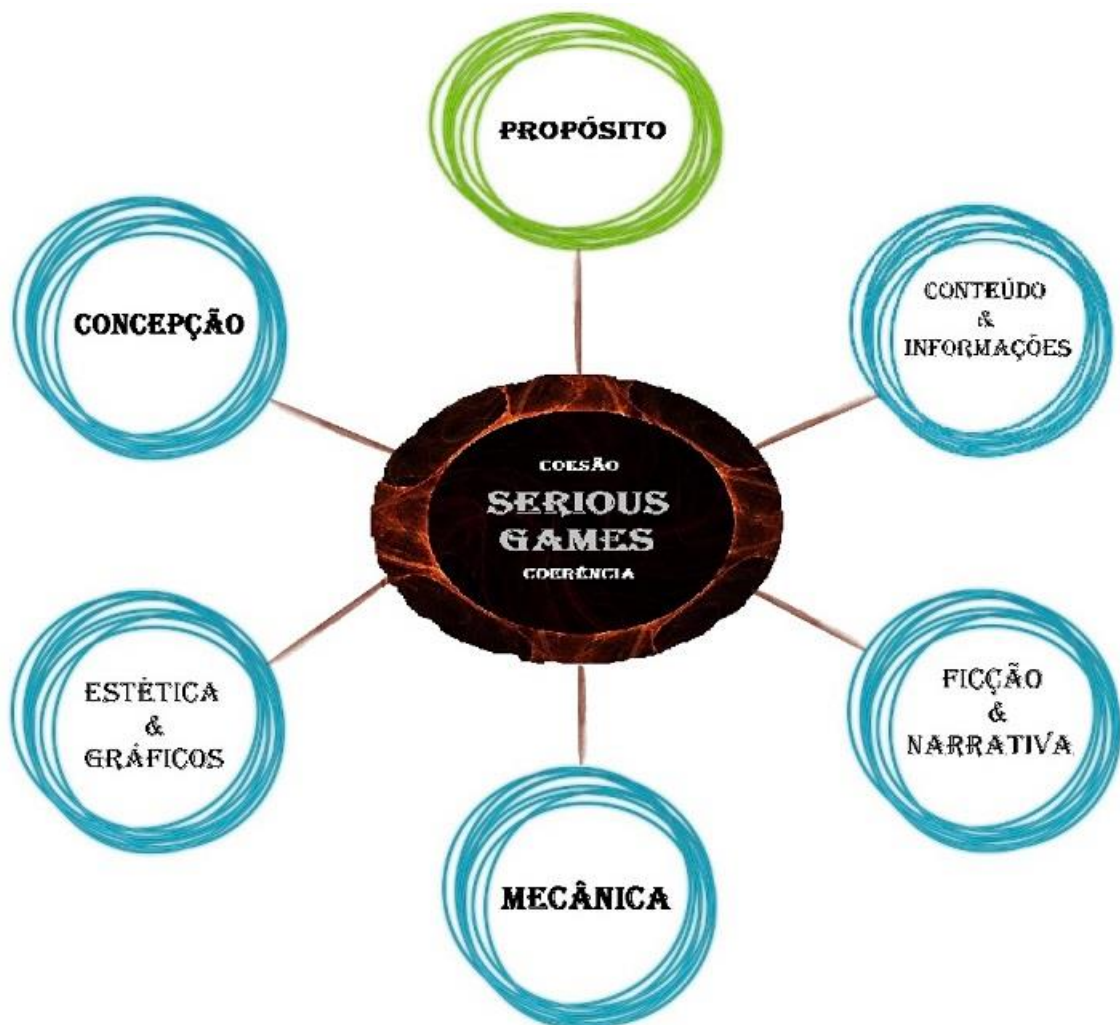 PROPÓSITO
CONCEPÇÃO
CONTEÚDO
&
INFORMAÇÕES
COESÃO
SERIOUS
GAMES
COERÊNCIA
ESTÉTICA
&
GRÁFICOS
FICÇÃO
&
NARRATIVA
MECÂNICA